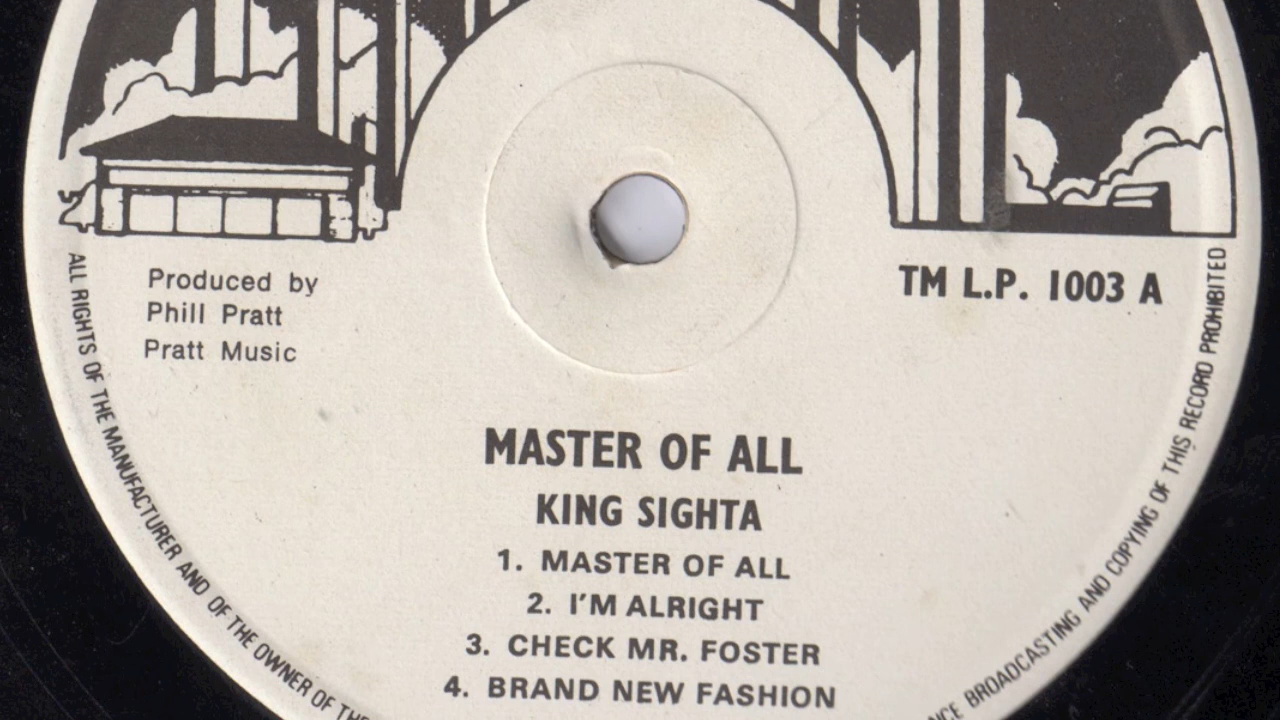 Produced by
Phill Pratt
Pratt Music
TM L.P. 1003 A
MASTER OF ALL
KING SIGHTA
1. MASTER OF ALL
2. I'M ALRIGHT
3. CHECK MR. FOSTER
4. BRAND NEW FASHION
ALL RIGHTS OF THE MANUFACTURER AND OF THE OWNER OF THE
BROADCASTING AND COPYING OF THIS RECORD PROHIBITED